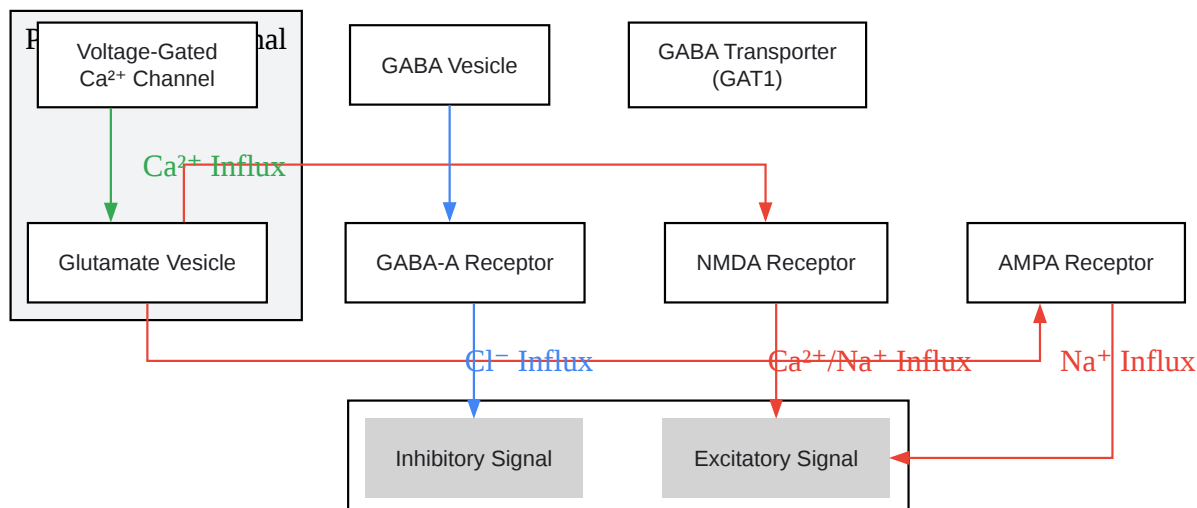 Voltage-Gated
Ca²⁺ Channel
GABA Vesicle
GABA Transporter
(GAT1)
Ca²⁺ Influx
Glutamate Vesicle
GABA-A Receptor
NMDA Receptor
AMPA Receptor
Cl⁻ Influx
Ca²⁺/Na⁺ Influx
Na⁺ Influx
Inhibitory Signal
Excitatory Signal